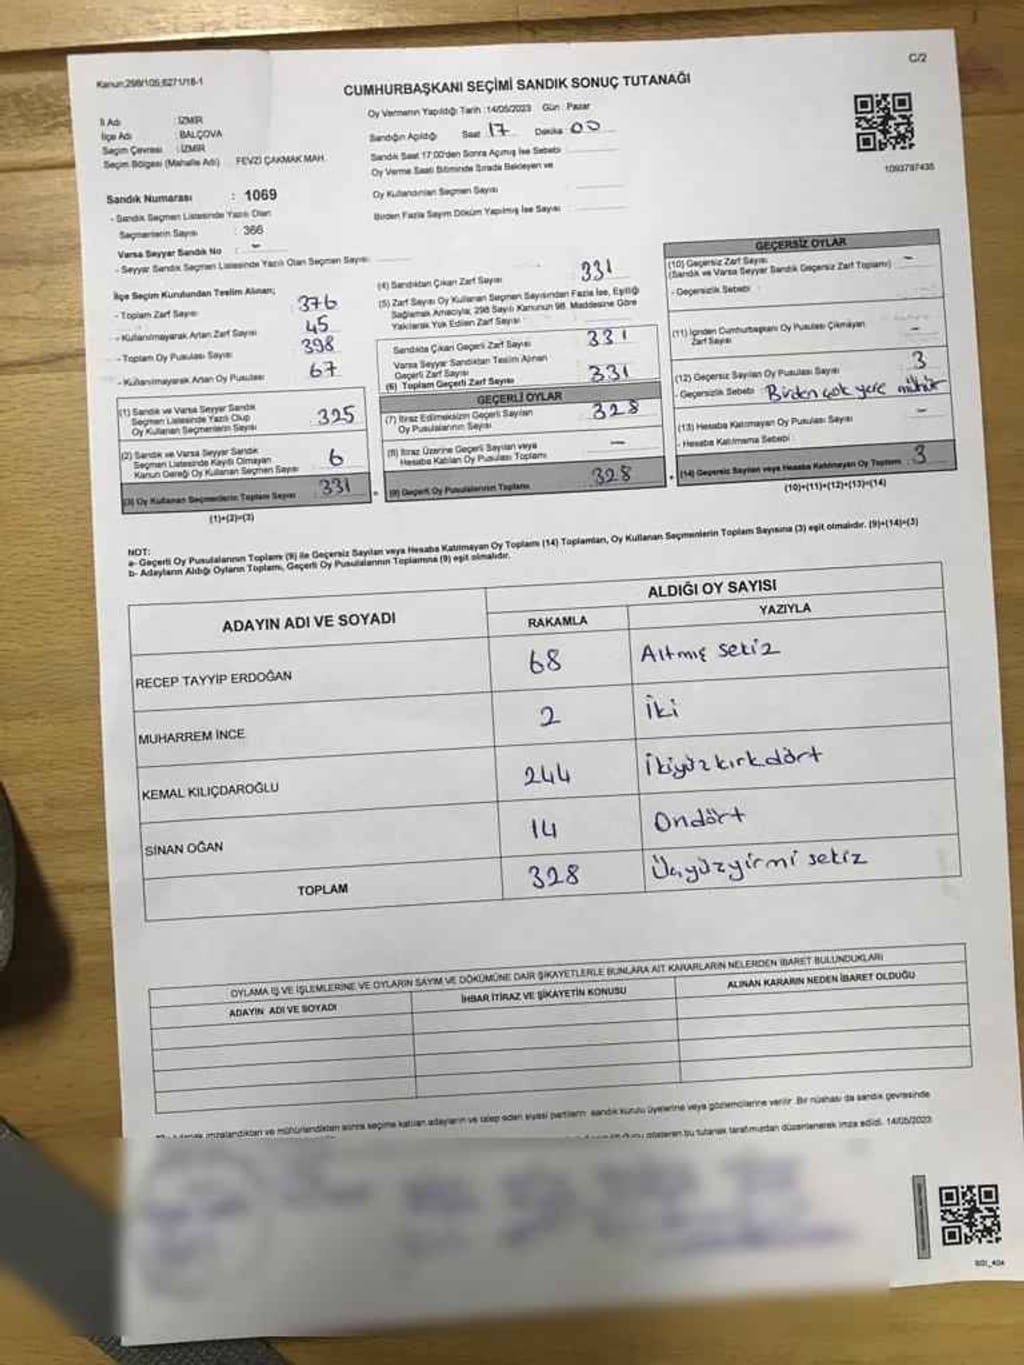 Kanun:298/105;6271/18-1
C/2
CUMHURBAŞKANI SEÇİMİ SANDIK SONUÇ TUTANAĞI
İl Adı : İZMİR
İlçe Adı : BALÇOVA
Seçim Çevresi : İZMİR
Seçim Bölgesi (Mahalle Adı) FEVZİ ÇAKMAK MAH.
Oy Vermenin Yapıldığı Tarih :14/05/2023 Gün : Pazar
Sandığın Açıldığı Saat 17 Dakika 00
Sandık Saat 17:00'den Sonra Açılmış İse Sebebi
Oy Verme Saati Bitiminde Sırada Bekleyen ve
Oy Kullandırılan Seçmen Sayısı
Birden Fazla Sayım Döküm Yapılmış İse Sayısı :
1093797435
Sandık Numarası : 1069
- Sandık Seçmen Listesinde Yazılı Olan
Seçmenlerin Sayısı : 366
Varsa Seyyar Sandık No : -
- Seyyar Sandık Seçmen Listesinde Yazılı Olan Seçmen Sayısı:
İlçe Seçim Kurulundan Teslim Alınan;
- Toplam Zarf Sayısı 376
- Kullanılmayarak Artan Zarf Sayısı 45
- Toplam Oy Pusulası Sayısı 398
- Kullanılmayarak Artan Oy Pusulası 67
(1) Sandık ve Varsa Seyyar Sandık
Seçmen Listesinde Yazılı Olup
Oy Kullanan Seçmenlerin Sayısı 325
(2) Sandık ve Varsa Seyyar Sandık
Seçmen Listesinde Kayıtlı Olmayan
Kanun Gereği Oy Kullanan Seçmen Sayısı 6
(3) Oy Kullanan Seçmenlerin Toplam Sayısı 331
(1)+(2)=(3)
(4) Sandıktan Çıkan Zarf Sayısı 331
(5) Zarf Sayısı Oy Kullanan Seçmen Sayısından Fazla İse, Eşitliği
Sağlamak Amacıyla; 298 Sayılı Kanunun 98. Maddesine Göre
Yakılarak Yok Edilen Zarf Sayısı :
Sandıkta Çıkan Geçerli Zarf Sayısı 331
Varsa Seyyar Sandıktan Teslim Alınan
Geçerli Zarf Sayısı
(6) Toplam Geçerli Zarf Sayısı 331
GEÇERLİ OYLAR
(7) İtiraz Edilmeksizin Geçerli Sayılan
Oy Pusulalarının Sayısı 328
(8) İtiraz Üzerine Geçerli Sayılan veya
Hesaba Katılan Oy Pusulası Toplamı -
(9) Geçerli Oy Pusulalarının Toplamı 328
GEÇERSİZ OYLAR
(10) Geçersiz Zarf Sayısı -
(Sandık ve Varsa Seyyar Sandık Geçersiz Zarf Toplamı)
- Geçersizlik Sebebi :
(11) İçinden Cumhurbaşkanı Oy Pusulası Çıkmayan
Zarf Sayısı -
(12) Geçersiz Sayılan Oy Pusulası Sayısı 3
- Geçersizlik Sebebi : Birden çok yere mühür
(13) Hesaba Katılmayan Oy Pusulası Sayısı -
- Hesaba Katılmama Sebebi :
(14) Geçersiz Sayılan veya Hesaba Katılmayan Oy Toplamı 3
(10)+(11)+(12)+(13)=(14)
NOT:
a- Geçerli Oy Pusulalarının Toplamı (9) ile Geçersiz Sayılan veya Hesaba Katılmayan Oy Toplamı (14) Toplamları, Oy Kullanan Seçmenlerin Toplam Sayısına (3) eşit olmalıdır. (9)+(14)=(3)
b- Adayların Aldığı Oyların Toplamı, Geçerli Oy Pusulalarının Toplamına (9) eşit olmalıdır.
ADAYIN ADI VE SOYADI
ALDIĞI OY SAYISI
RAKAMLA YAZIYLA
RECEP TAYYİP ERDOĞAN 68 Altmış sekiz
MUHARREM İNCE 2 İki
KEMAL KILIÇDAROĞLU 244 İkiyüzkırkdört
SİNAN OĞAN 14 Ondört
TOPLAM 328 Üçyüzyirmi sekiz
OYLAMA İŞ VE İŞLEMLERİNE VE OYLARIN SAYIM VE DÖKÜMÜNE DAİR ŞİKAYETLERLE BUNLARA AİT KARARLARIN NELERDEN İBARET BULUNDUKLARI
ADAYIN ADI VE SOYADI İHBAR İTİRAZ VE ŞİKAYETİN KONUSU ALINAN KARARIN NEDEN İBARET OLDUĞU
imzalandıktan ve mühürlendikten sonra seçime katılan adayların ve talep eden siyasi partilerin sandık kurulu üyelerine veya gözlemcilerine verilir. Bir nüshası da sandık çevresinde
gösteren bu tutanak tarafımızdan düzenlenerek imza edildi. 14/05/2023